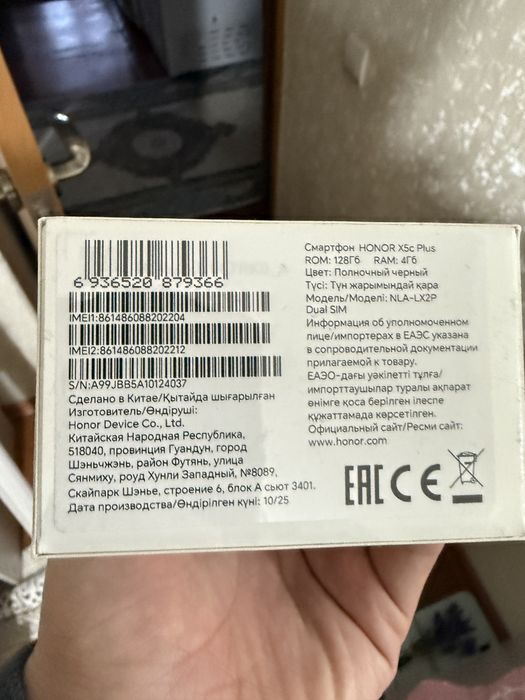 6 936520 879366
IMEI1:861486088202204
IMEI2:861486088202212
S/N:A99JBB5A10124037
Сделано в Китае/Қытайда шығарылған
Изготовитель/Өндіруші:
Honor Device Co., Ltd.
Китайская Народная Республика,
518040, провинция Гуандун, город
Шэньчжэнь, район Футянь, улица
Сянмиху, роуд Хунли Западный, №8089,
Скайпарк Шэнье, строение 6, блок А сьют 3401.
Дата производства/Өндірілген күні: 10/25
Смартфон HONOR X5c Plus
ROM: 128Гб RAM: 4Гб
Цвет: Полночный черный
Түсі: Түн жарымындай қара
Модель/Моделі: NLA-LX2P
Dual SIM
Информация об уполномоченном
лице/импортерах в ЕАЭС указана
в сопроводительной документации
прилагаемой к товару.
ЕАЭО-дағы уәкілетті тұлға/
импорттаушылар туралы ақпарат
өнімге қоса берілген ілеспе
құжаттамада көрсетілген.
Официальный сайт/Ресми сайт:
www.honor.com
EAC CE